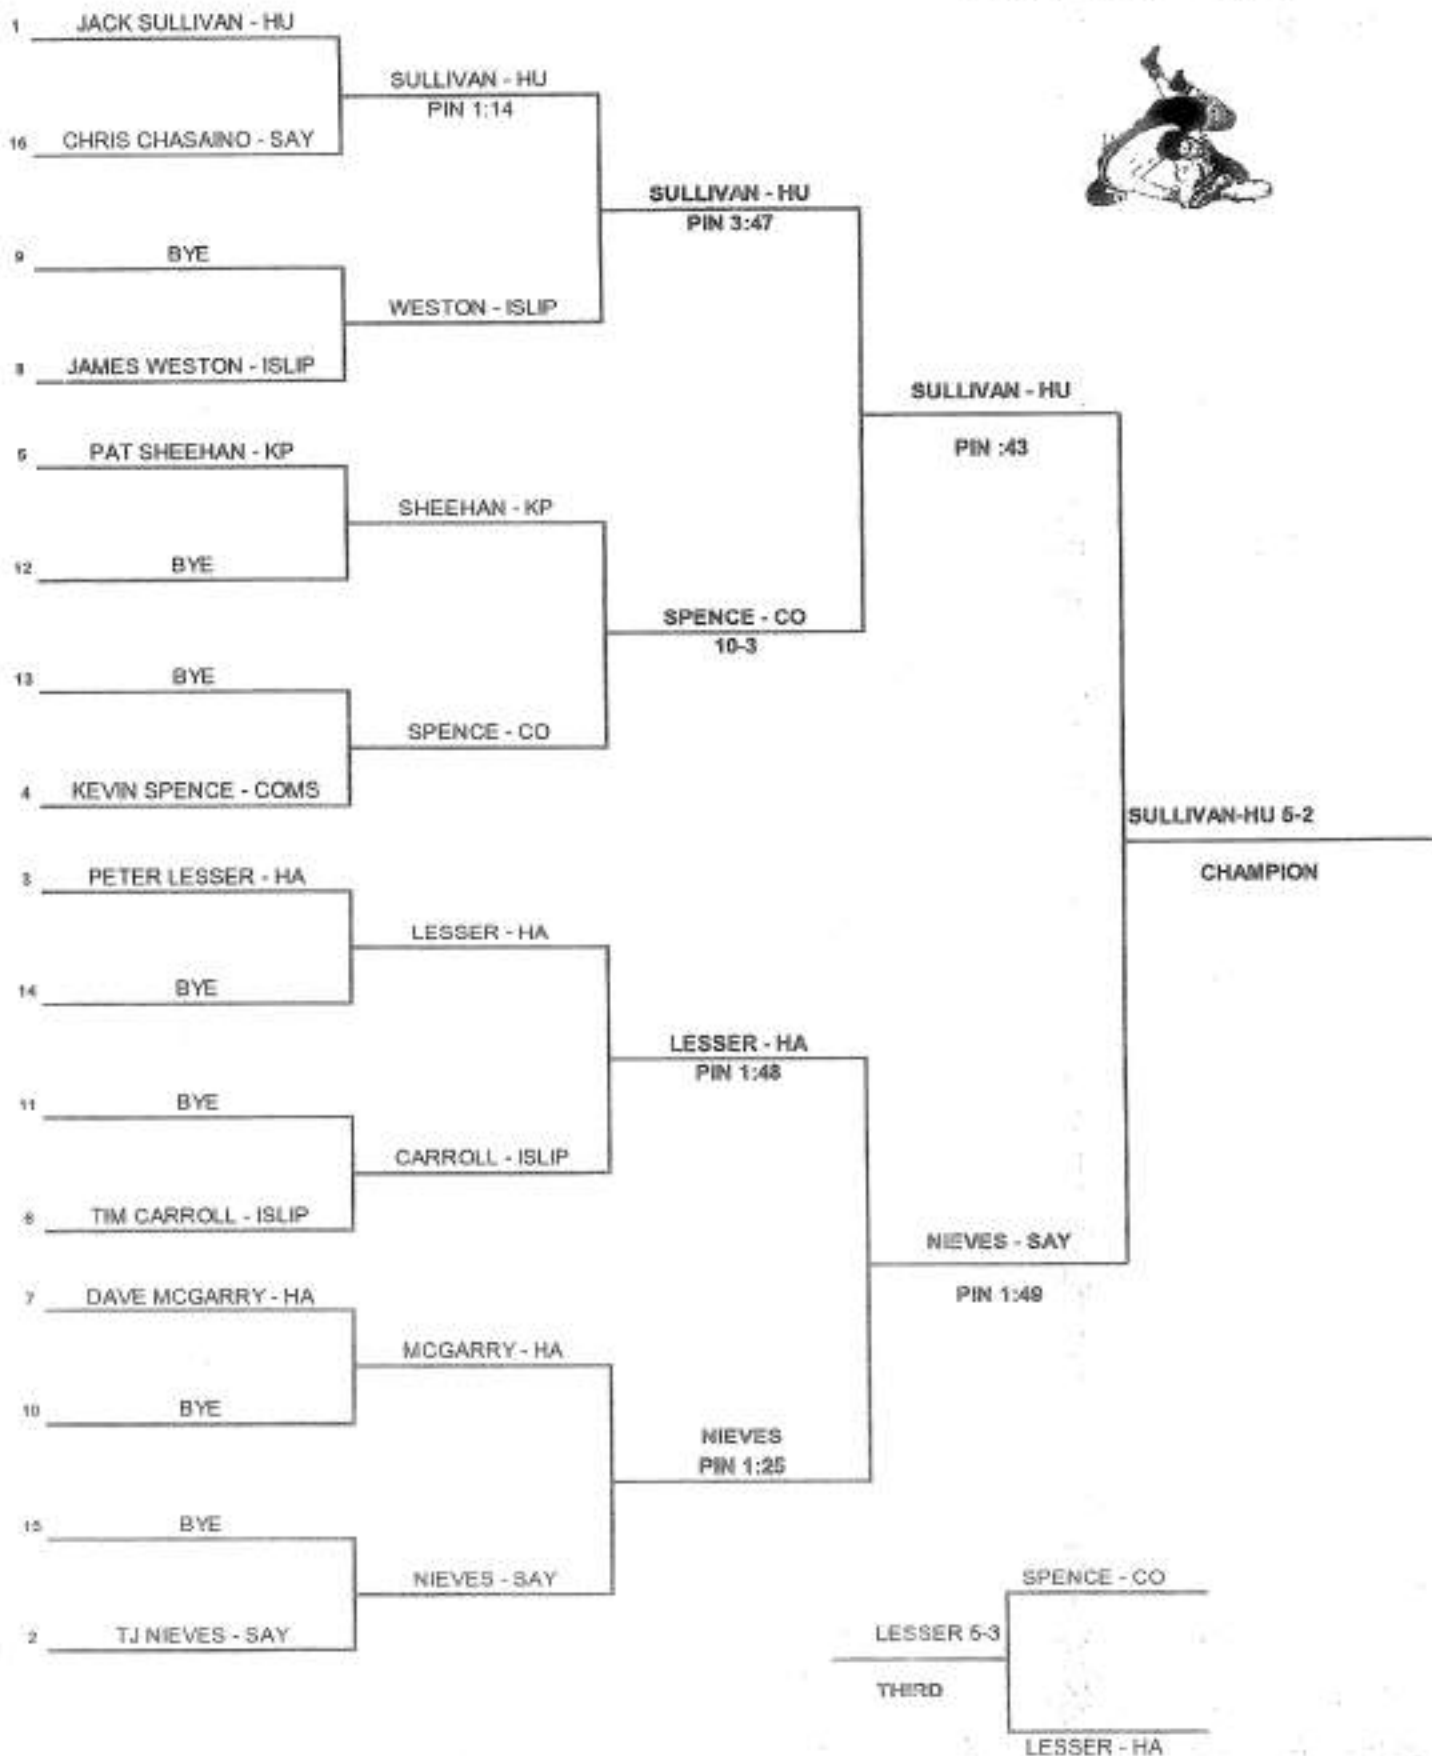 1 JACK SULLIVAN - HU
SULLIVAN - HU
PIN 1:14
16 CHRIS CHASAINO - SAY
SULLIVAN - HU
PIN 3:47
9 BYE
WESTON - ISLIP
8 JAMES WESTON - ISLIP
SULLIVAN - HU
PIN :43
5 PAT SHEEHAN - KP
SHEEHAN - KP
12 BYE
SPENCE - CO
10-3
13 BYE
SPENCE - CO
4 KEVIN SPENCE - COMS
SULLIVAN-HU 5-2
CHAMPION
3 PETER LESSER - HA
LESSER - HA
14 BYE
LESSER - HA
PIN 1:48
11 BYE
CARROLL - ISLIP
6 TIM CARROLL - ISLIP
NIEVES - SAY
PIN 1:49
7 DAVE MCGARRY - HA
MCGARRY - HA
10 BYE
NIEVES
PIN 1:25
15 BYE
NIEVES - SAY
2 TJ NIEVES - SAY
SPENCE - CO
LESSER 5-3
THIRD
LESSER - HA